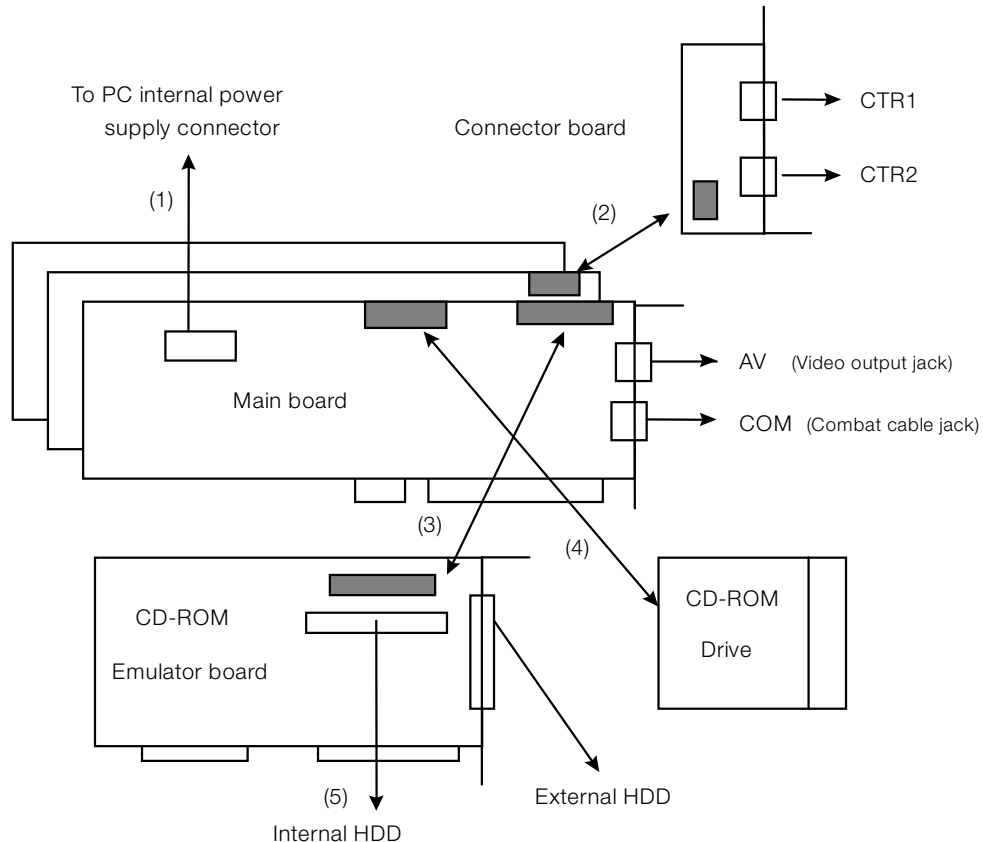 To PC internal power
supply connector
Connector board
CTR1
CTR2
(1)
(2)
Main board
AV (Video output jack)
COM (Combat cable jack)
(3)
(4)
CD-ROM
Emulator board
CD-ROM
Drive
(5)
Internal HDD
External HDD